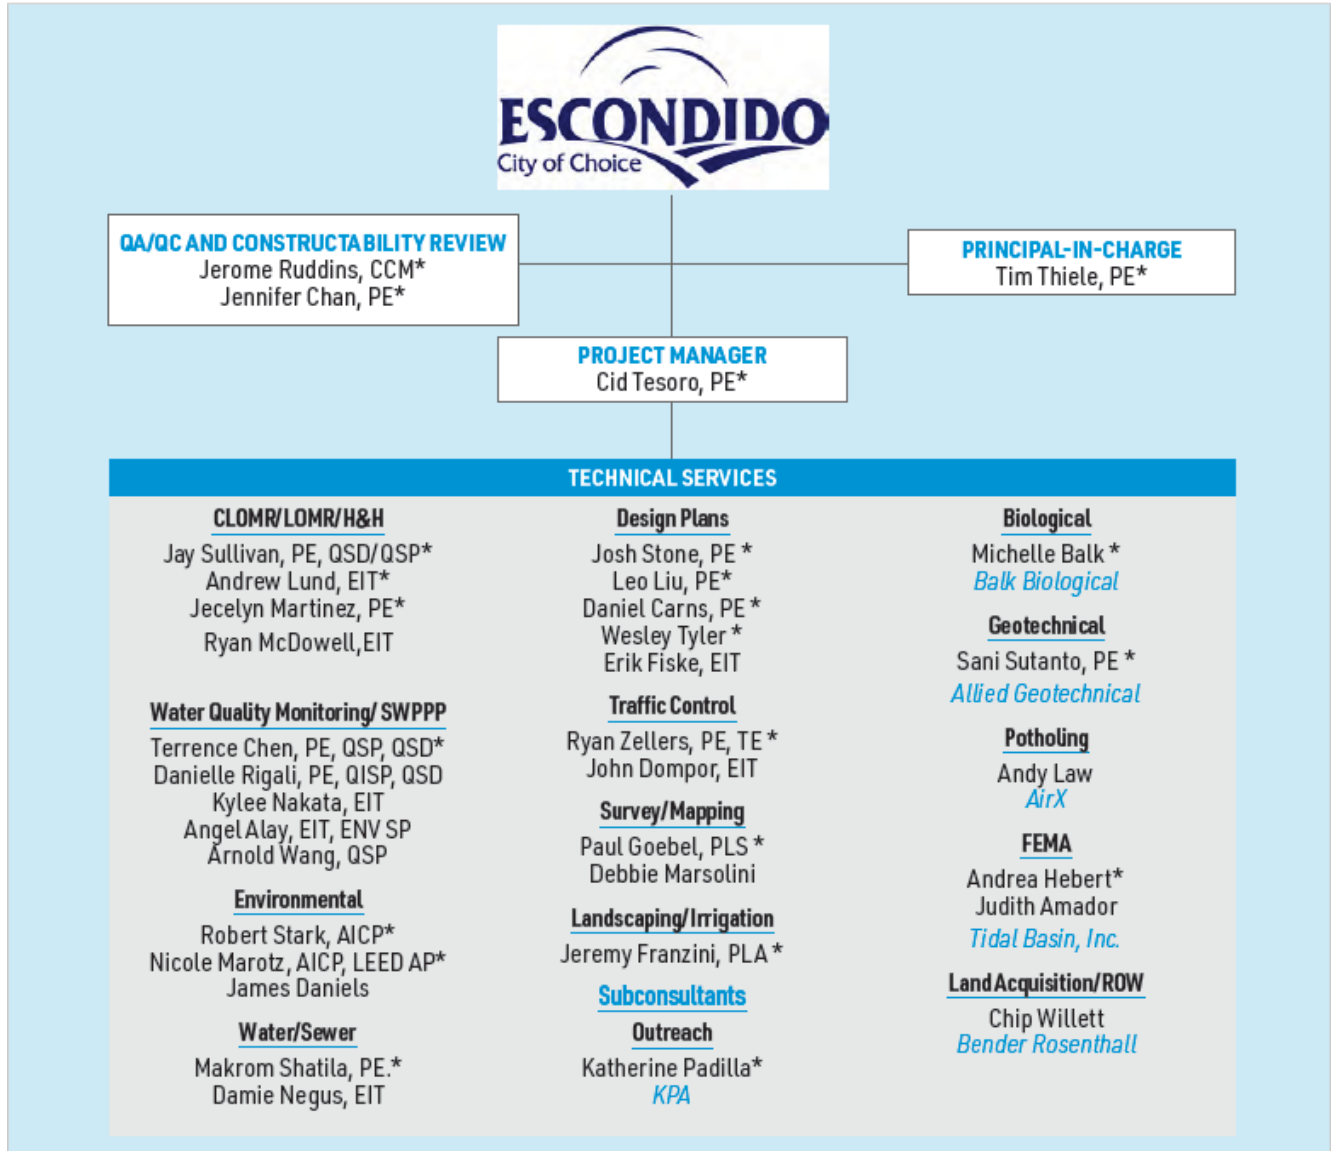 ESCONDIDO
City of Choice
QA/QC AND CONSTRUCTABILITY REVIEW
Jerome Ruddins, CCM*
Jennifer Chan, PE*
PRINCIPAL-IN-CHARGE
Tim Thiele, PE*
PROJECT MANAGER
Cid Tesoro, PE*
TECHNICAL SERVICES
CLOMR/LOMR/H&H
Jay Sullivan, PE, QSD/QSP*
Andrew Lund, EIT*
Jecelyn Martinez, PE*
Ryan McDowell,EIT
Water Quality Monitoring/ SWPPP
Terrence Chen, PE, QSP, QSD*
Danielle Rigali, PE, QISP, QSD
Kylee Nakata, EIT
Angel Alay, EIT, ENV SP
Arnold Wang, QSP
Environmental
Robert Stark, AICP*
Nicole Marotz, AICP, LEED AP*
James Daniels
Water/Sewer
Makrom Shatila, PE.*
Damie Negus, EIT
Design Plans
Josh Stone, PE *
Leo Liu, PE*
Daniel Carns, PE *
Wesley Tyler *
Erik Fiske, EIT
Traffic Control
Ryan Zellers, PE, TE *
John Dompor, EIT
Survey/Mapping
Paul Goebel, PLS *
Debbie Marsolini
Landscaping/Irrigation
Jeremy Franzini, PLA *
Subconsultants
Outreach
Katherine Padilla*
KPA
Biological
Michelle Balk *
Balk Biological
Geotechnical
Sani Sutanto, PE *
Allied Geotechnical
Potholing
Andy Law
AirX
FEMA
Andrea Hebert*
Judith Amador
Tidal Basin, Inc.
Land Acquisition/ROW
Chip Willett
Bender Rosenthall